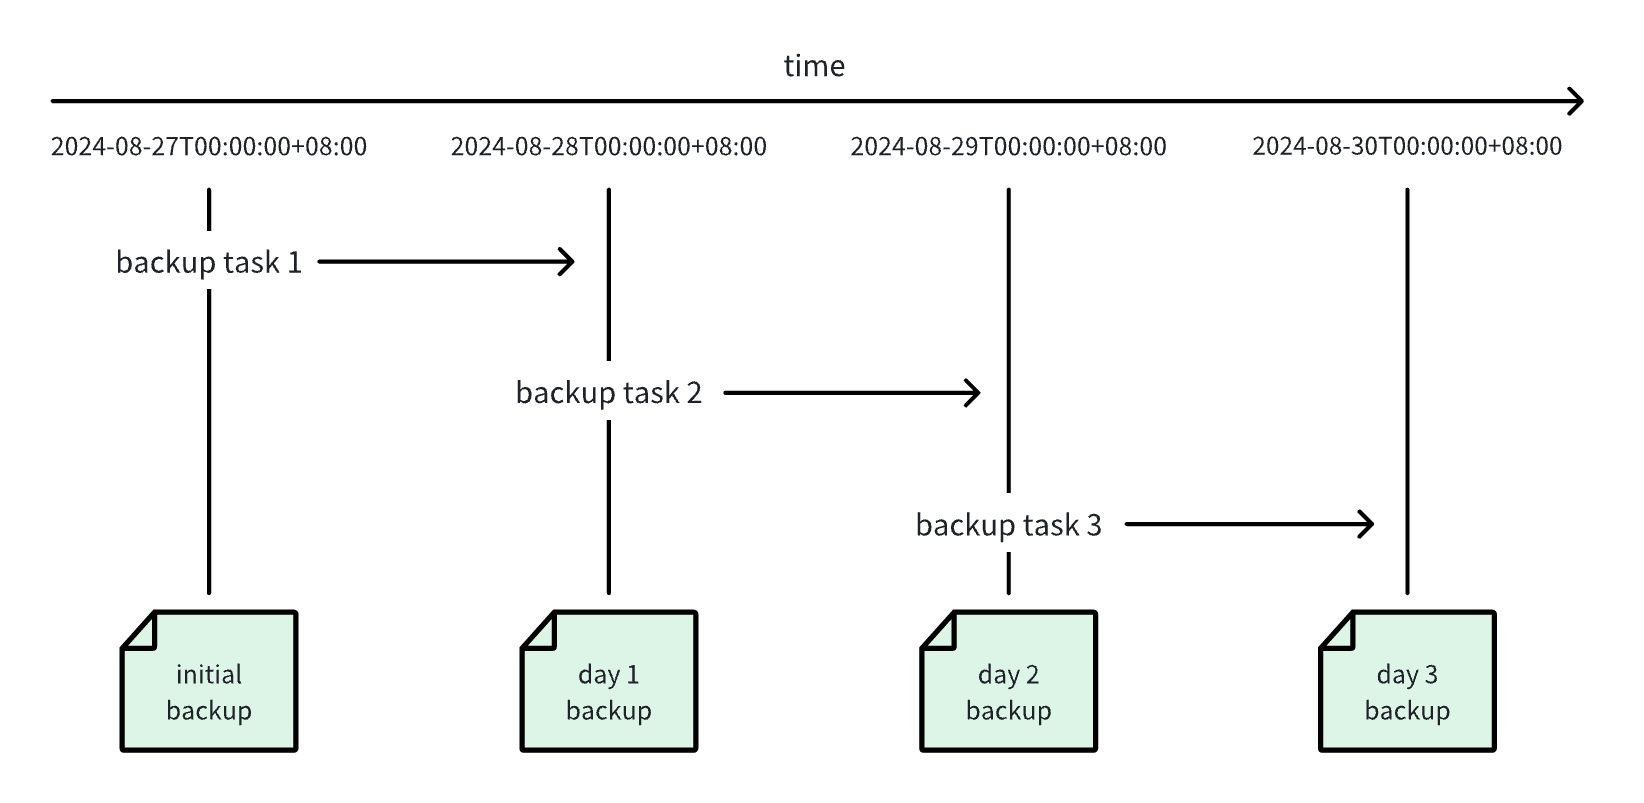 time
2024-08-27T00:00:00+08:00
2024-08-28T00:00:00+08:00
2024-08-29T00:00:00+08:00
2024-08-30T00:00:00+08:00
backup task 1
backup task 2
backup task 3
initial
backup
day 1
backup
day 2
backup
day 3
backup